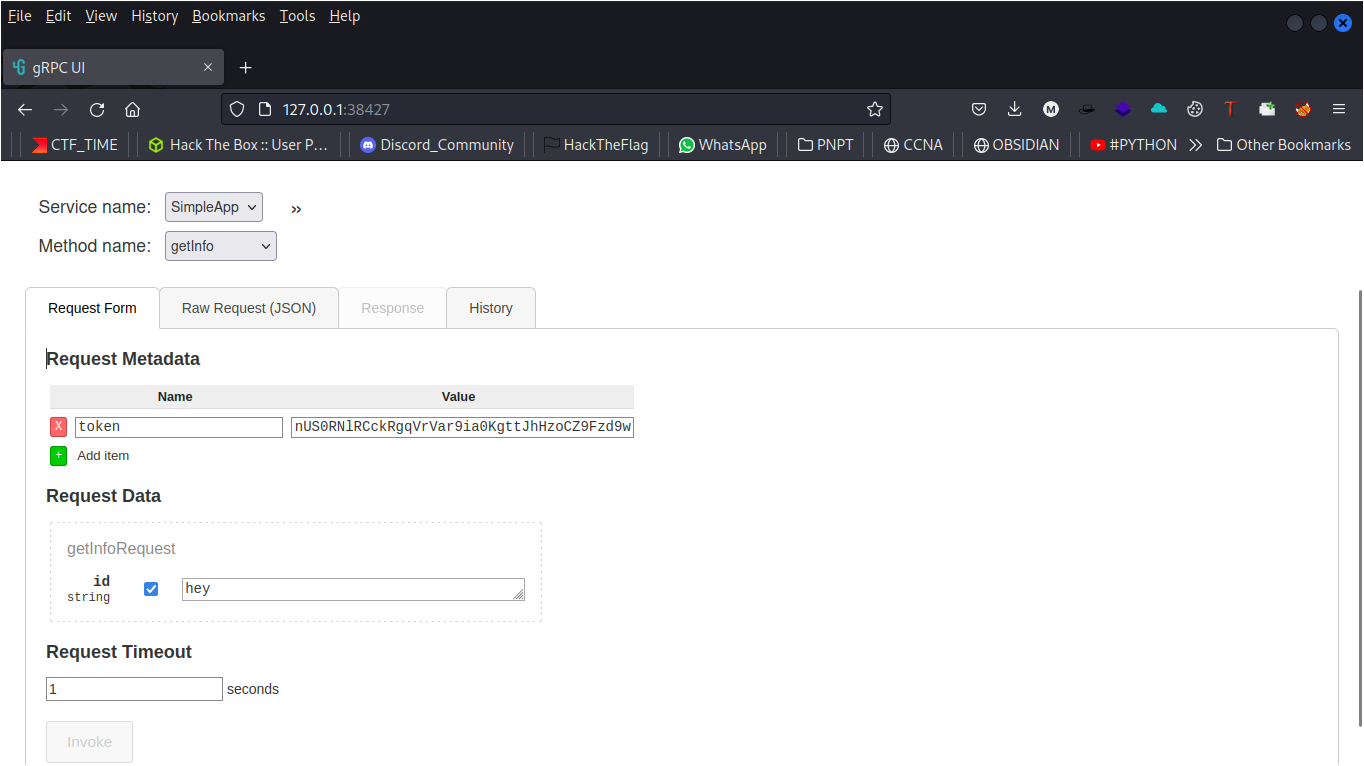 File Edit View History Bookmarks Tools Help
gRPC UI
127.0.0.1:38427
CTF_TIME Hack The Box :: User P… Discord_Community HackTheFlag WhatsApp PNPT CCNA OBSIDIAN #PYTHON Other Bookmarks
Service name: SimpleApp »
Method name: getInfo
Request Form Raw Request (JSON) Response History
Request Metadata
Name Value
X token nUS0RNlRCckRgqVrVar9ia0KgttJhHzoCZ9Fzd9w
+ Add item
Request Data
getInfoRequest
id hey
string
Request Timeout
1 seconds
Invoke